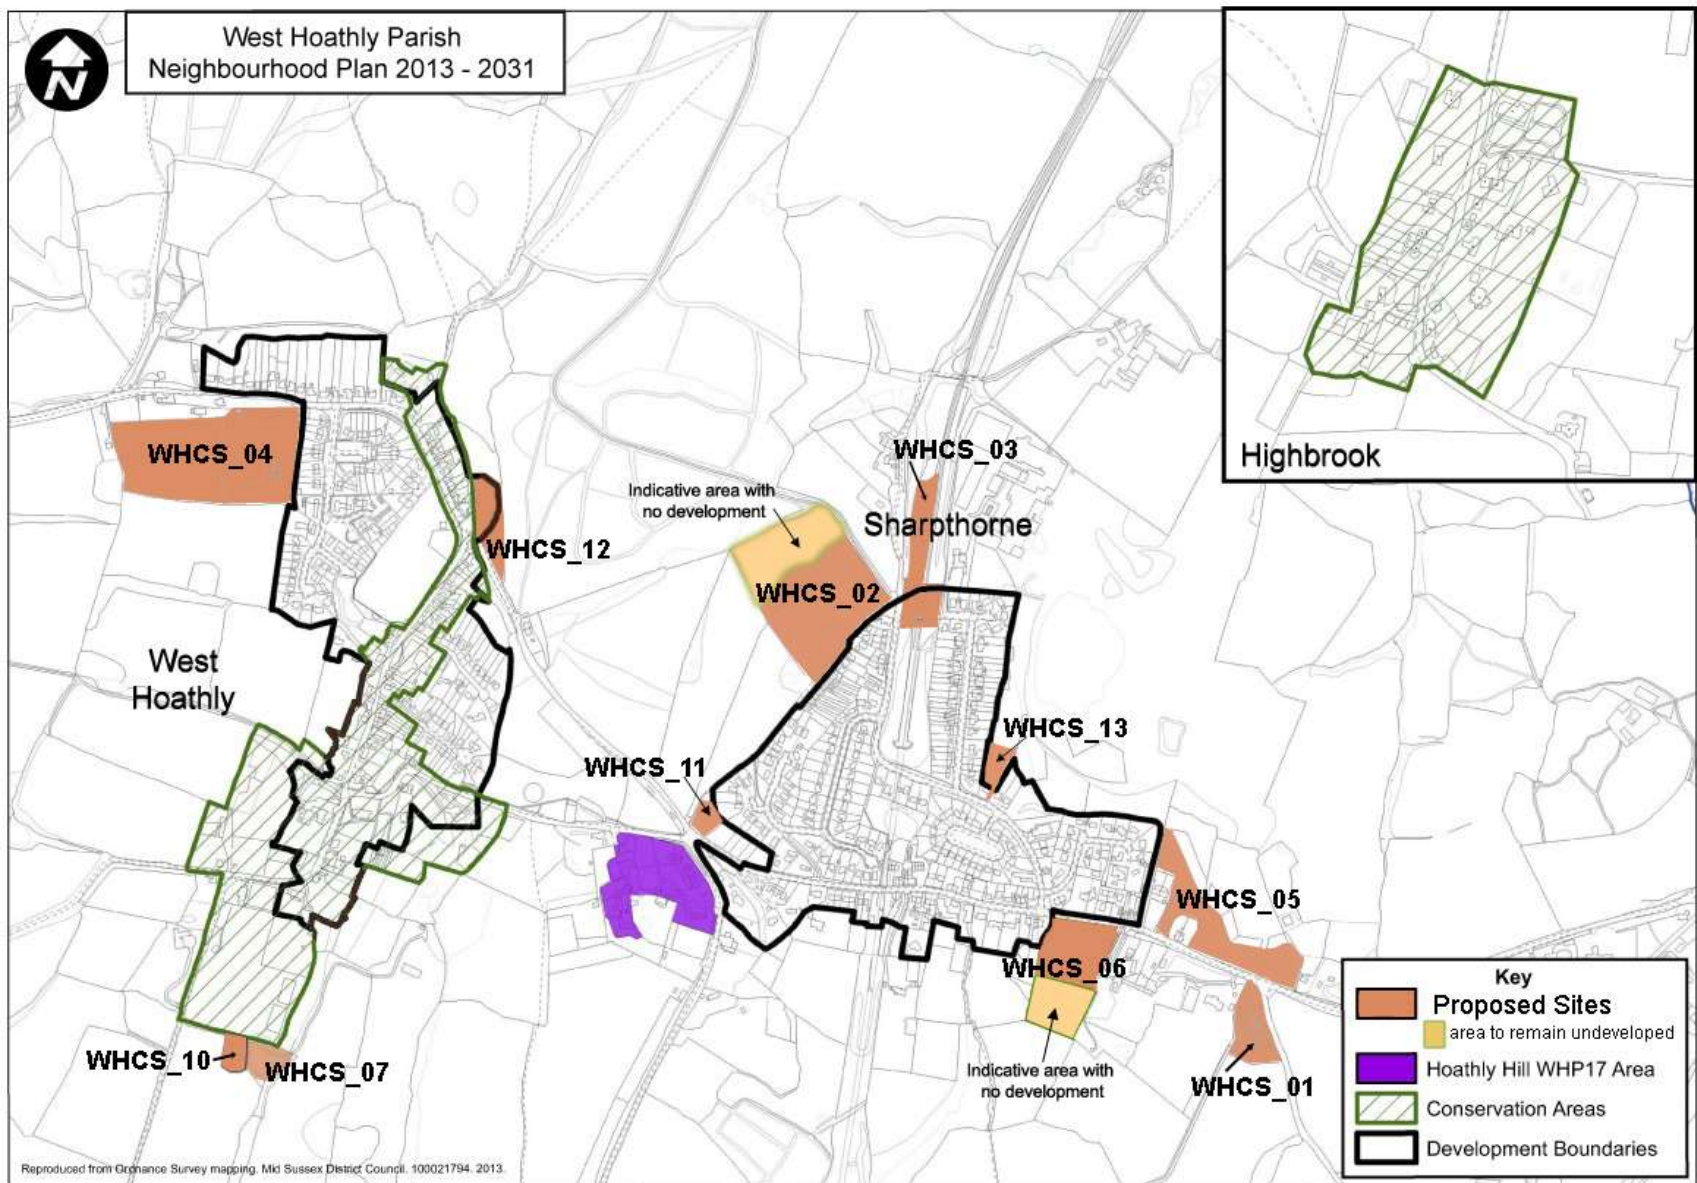 N
West Hoathly Parish
Neighbourhood Plan 2013 - 2031
Highbrook
WHCS_04
WHCS_03
Indicative area with
no development
Sharpthorne
WHCS_12
WHCS_02
West
Hoathly
WHCS_13
WHCS_11
WHCS_05
WHCS_06
WHCS_10
WHCS_07
Indicative area with
no development
WHCS_01
Key
Proposed Sites
area to remain undeveloped
Hoathly Hill WHP17 Area
Conservation Areas
Development Boundaries
Reproduced from Ordnance Survey mapping. Mid Sussex District Council. 100021794. 2013.